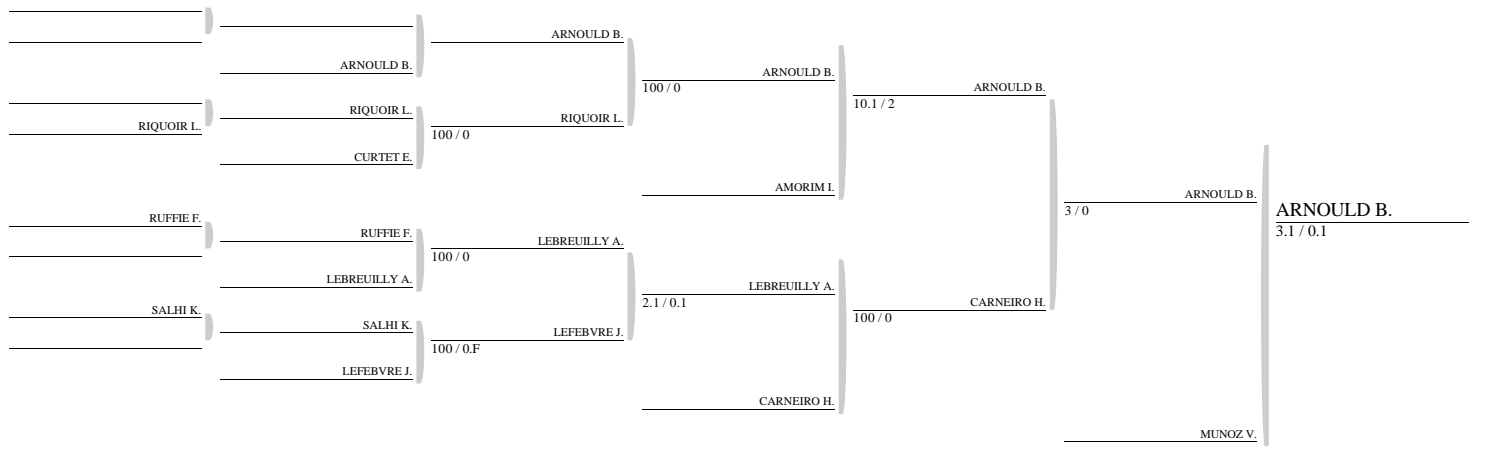 ARNOULD B.
ARNOULD B.
ARNOULD B.
100 / 0
ARNOULD B.
10.1 / 2
RIQUOIR L.
RIQUOIR L.
100 / 0
RIQUOIR L.
CURTET E.
AMORIM I.
ARNOULD B.
3 / 0
ARNOULD B.
3.1 / 0.1
RUFFIE F.
RUFFIE F.
LEBREUILLY A.
100 / 0
LEBREUILLY A.
LEBREUILLY A.
2.1 / 0.1
CARNEIRO H.
100 / 0
SALHI K.
SALHI K.
LEFEBVRE J.
100 / 0.F
LEFEBVRE J.
CARNEIRO H.
MUNOZ V.